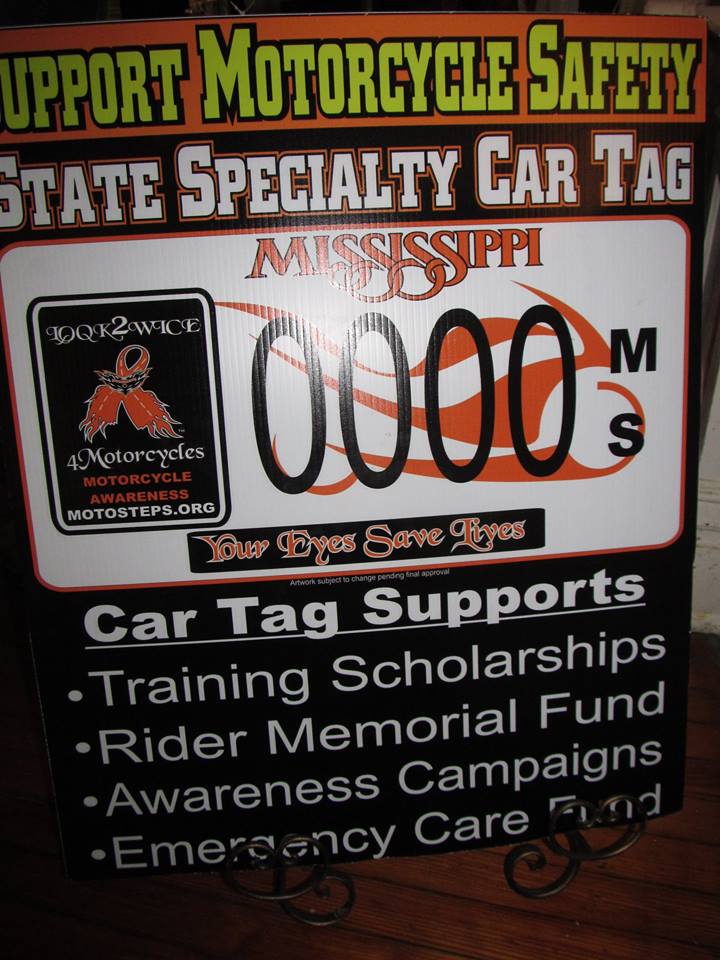 UPPORT MOTORCYCLE SAFETY
STATE SPECIALTY CAR TAG
MISSISSIPPI
LOOK2WICE
4Motorcycles
MOTORCYCLE
AWARENESS
MOTOSTEPS.ORG
0000
M
S
Your Eyes Save Lives
Artwork subject to change pending final approval
Car Tag Supports
•Training Scholarships
•Rider Memorial Fund
•Awareness Campaigns
•Emergency Care Fund